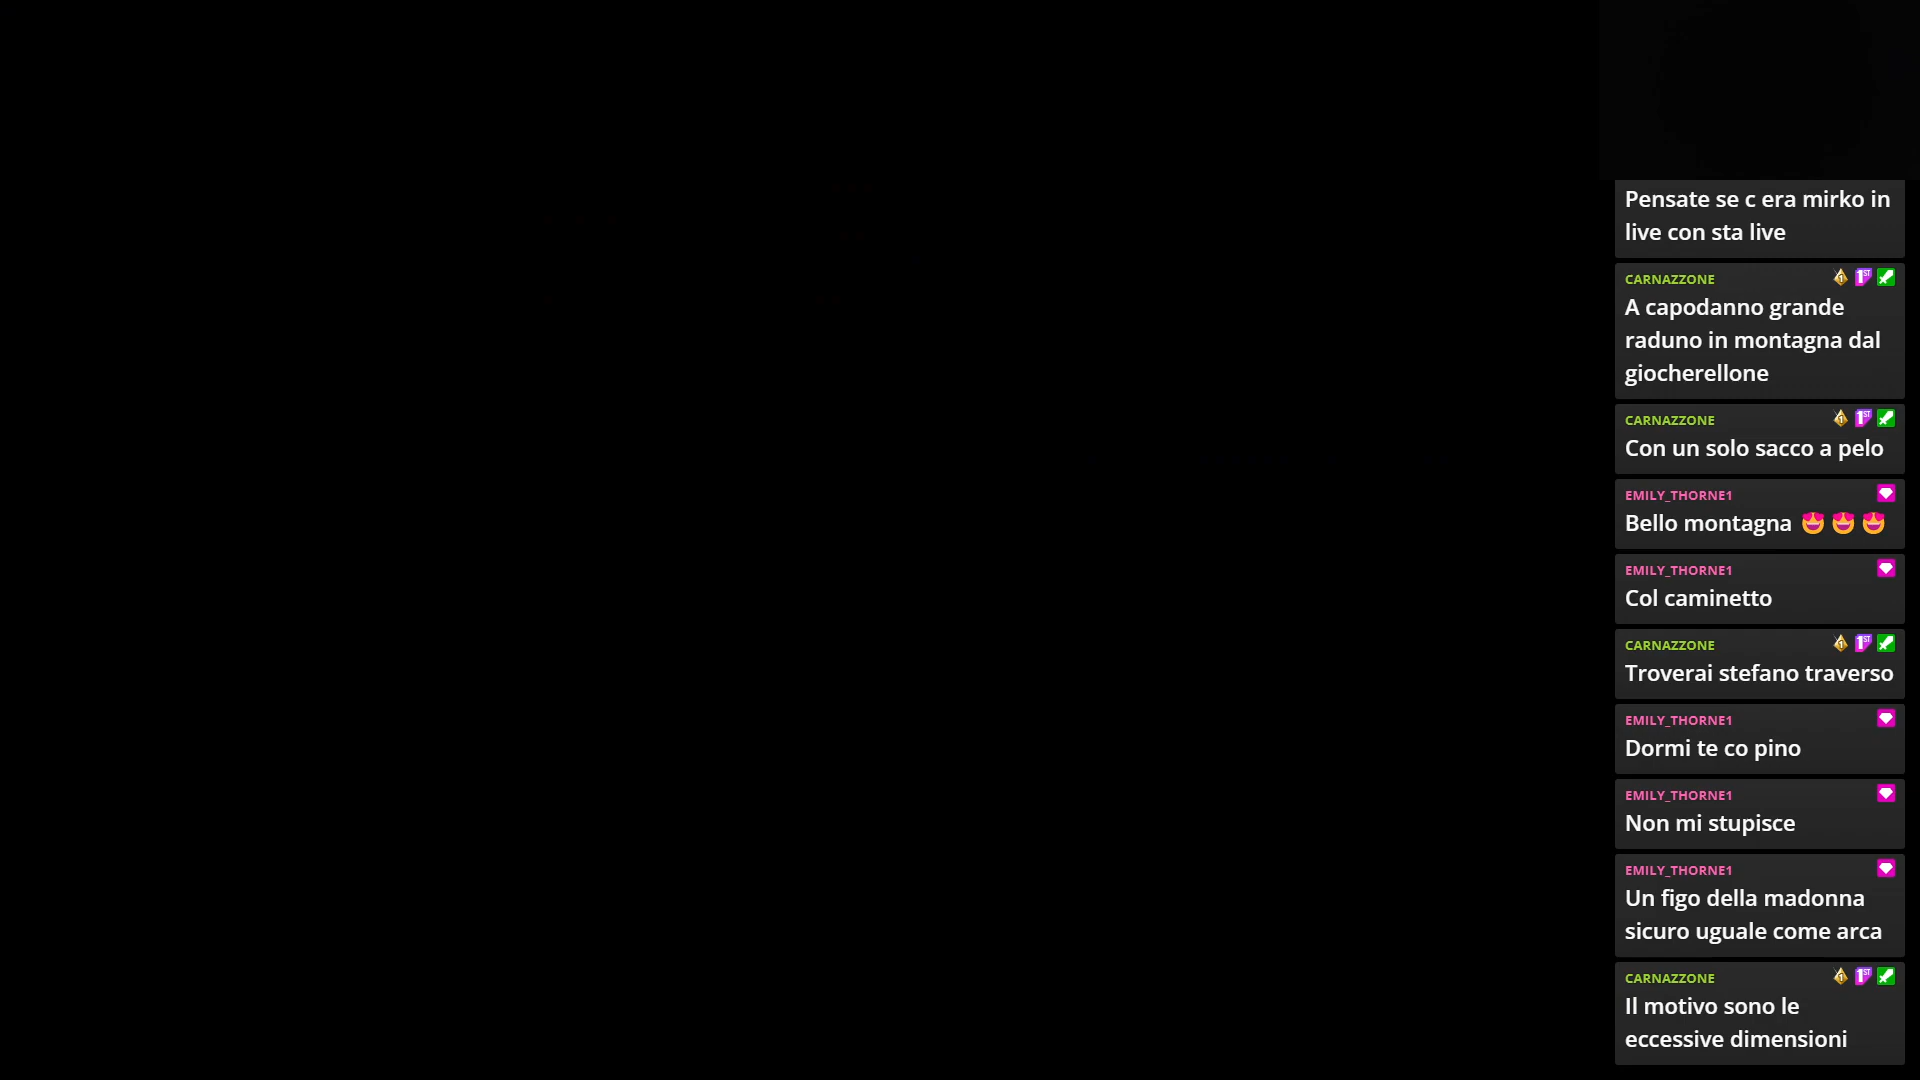 Pensate se c era mirko in
live con sta live
CARNAZZONE
A capodanno grande
raduno in montagna dal
giocherellone
CARNAZZONE
Con un solo sacco a pelo
EMILY_THORNE1
Bello montagna 🤩 🤩 🤩
EMILY_THORNE1
Col caminetto
CARNAZZONE
Troverai stefano traverso
EMILY_THORNE1
Dormi te co pino
EMILY_THORNE1
Non mi stupisce
EMILY_THORNE1
Un figo della madonna
sicuro uguale come arca
CARNAZZONE
Il motivo sono le
eccessive dimensioni